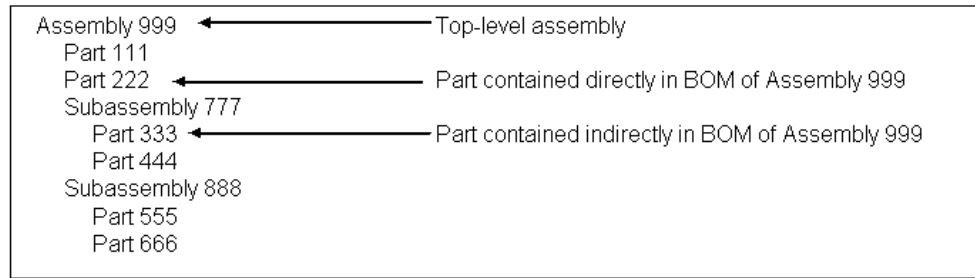 Assembly 999 Top-level assembly
Part 111
Part 222 Part contained directly in BOM of Assembly 999
Subassembly 777
Part 333 Part contained indirectly in BOM of Assembly 999
Part 444
Subassembly 888
Part 555
Part 666